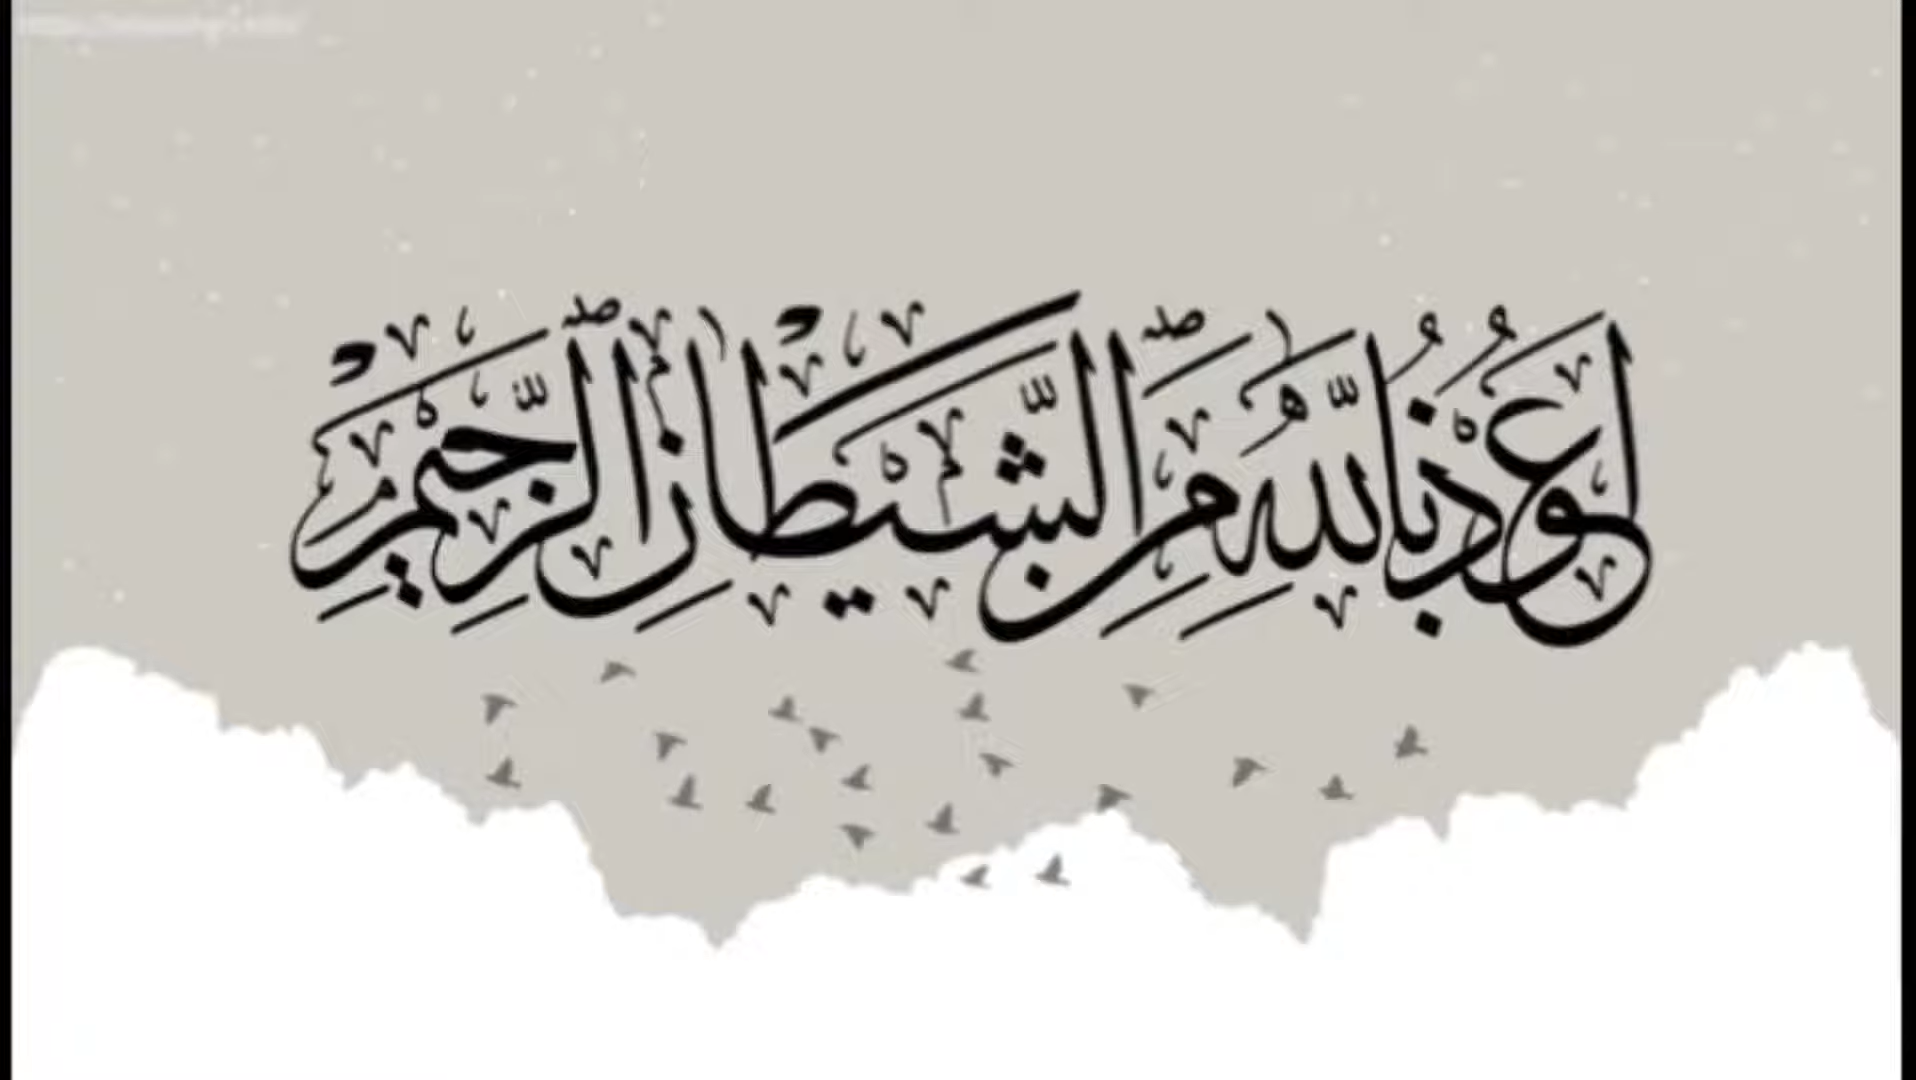 أَعُوذُ بِاللَّهِ مِنَ الشَّيْطَانِ الرَّجِيمِ